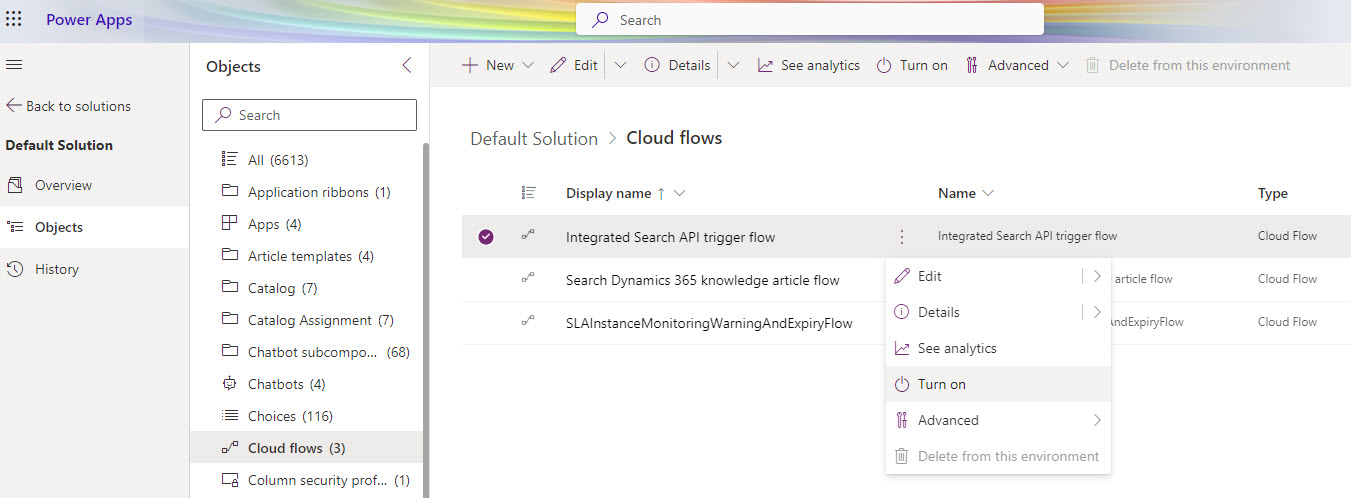 Power Apps
Search
Back to solutions
Default Solution
Overview
Objects
History
Objects
Search
All (6613)
Application ribbons (1)
Apps (4)
Article templates (4)
Catalog (7)
Catalog Assignment (7)
Chatbot subcompo... (68)
Chatbots (4)
Choices (116)
Cloud flows (3)
Column security prof... (1)
New Edit Details See analytics Turn on Advanced Delete from this environment
Default Solution > Cloud flows
Display name ↑ Name Type
Integrated Search API trigger flow Integrated Search API trigger flow Cloud Flow
Search Dynamics 365 knowledge article flow article flow Cloud Flow
SLAInstanceMonitoringWarningAndExpiryFlow AndExpiryFlow Cloud Flow
Edit
Details
See analytics
Turn on
Advanced
Delete from this environment